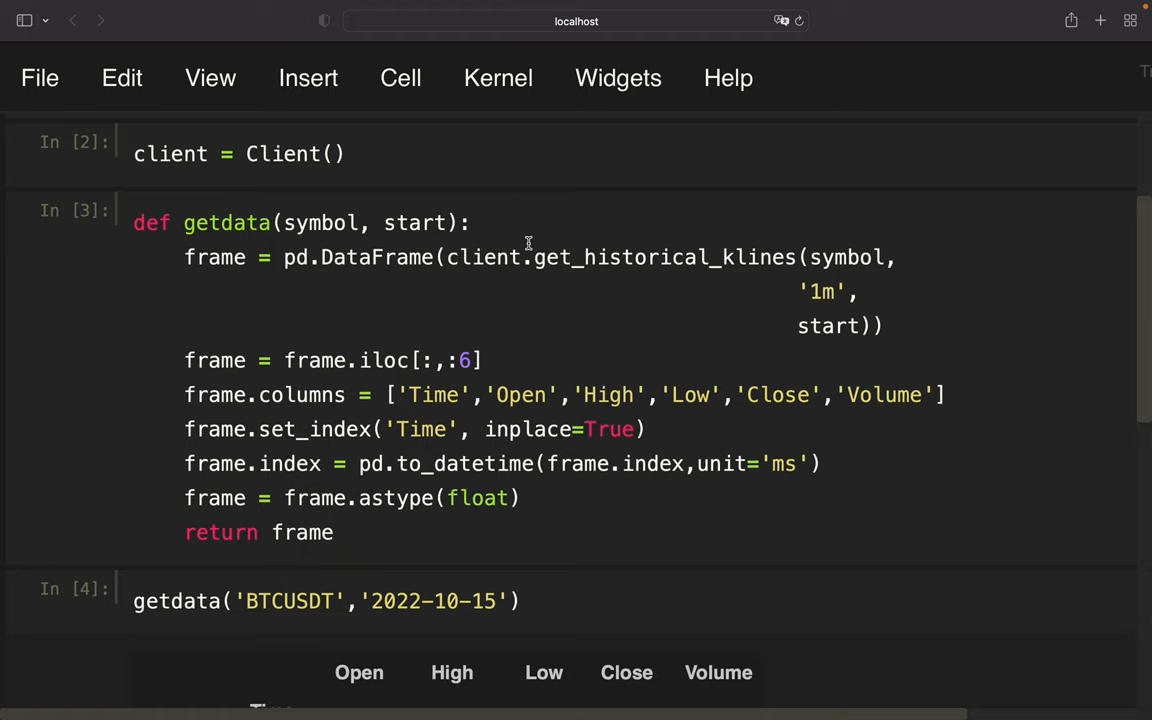 localhost
File Edit View Insert Cell Kernel Widgets Help
In [2]: client = Client()
In [3]: def getdata(symbol, start):
frame = pd.DataFrame(client.get_historical_klines(symbol,
'1m',
start))
frame = frame.iloc[:,:6]
frame.columns = ['Time','Open','High','Low','Close','Volume']
frame.set_index('Time', inplace=True)
frame.index = pd.to_datetime(frame.index,unit='ms')
frame = frame.astype(float)
return frame
In [4]: getdata('BTCUSDT','2022-10-15')
Open High Low Close Volume